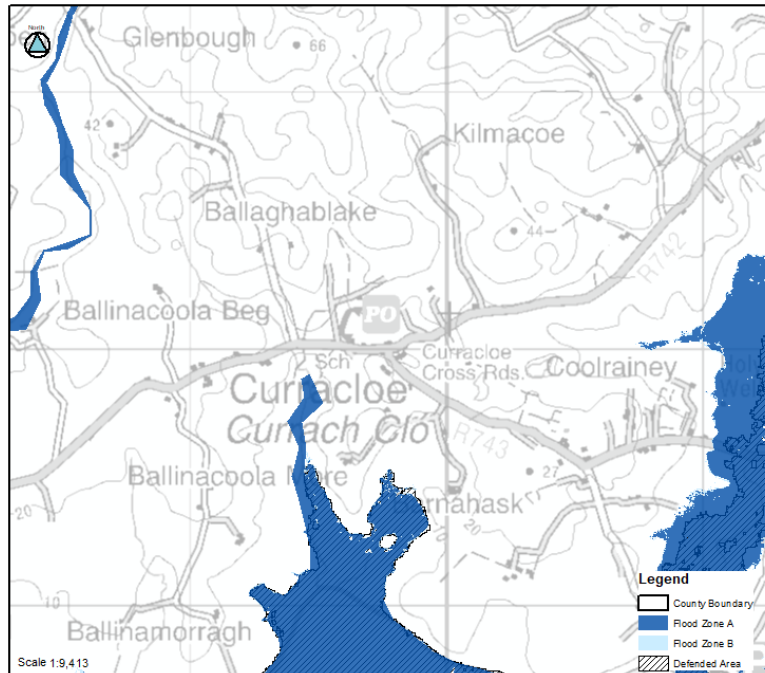 North
Glenbough
66
42
Kilmacoe
Ballaghablake
44
R742
Ballinacoola Beg
PO
Sch
Curracloe
Cross Rds.
Coolrainey
Curracloe
Currach Clo
R743
Ballinacoola More
27
20
20
10
Ballinamorragh
Legend
County Boundary
Flood Zone A
Flood Zone B
Defended Area
Scale 1:9,413